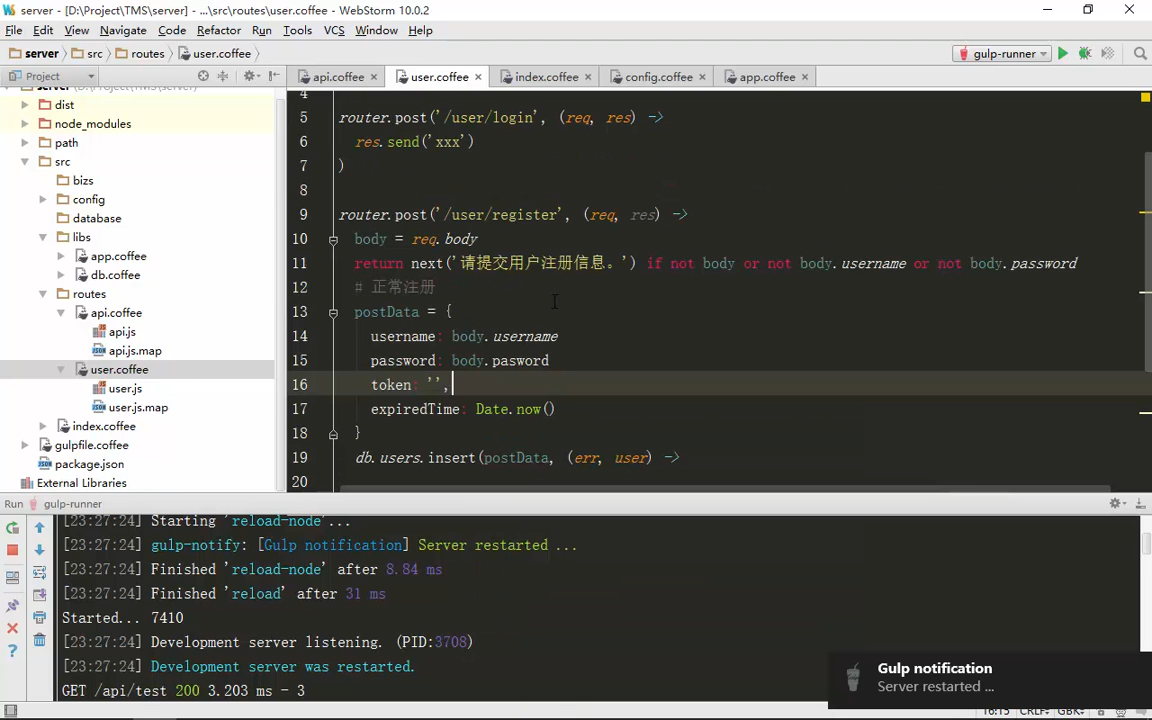 server - [D:\Project\TMS\server] - ...\src\routes\user.coffee - WebStorm 10.0.2
File Edit View Navigate Code Refactor Run Tools VCS Window Help
server src routes user.coffee gulp-runner
Project api.coffee user.coffee index.coffee config.coffee app.coffee
dist
node_modules
path
src
bizs
config
database
libs
app.coffee
db.coffee
routes
api.coffee
api.js
api.js.map
user.coffee
user.js
user.js.map
index.coffee
gulpfile.coffee
package.json
External Libraries
4
5 router.post('/user/login', (req, res) ->
6 res.send('xxx')
7 )
8
9 router.post('/user/register', (req, res) ->
10 body = req.body
11 return next('请提交用户注册信息。') if not body or not body.username or not body.password
12 # 正常注册
13 postData = {
14 username: body.username
15 password: body.pasword
16 token: '',
17 expiredTime: Date.now()
18 }
19 db.users.insert(postData, (err, user) ->
20
Run gulp-runner
[23:27:24] Starting 'reload-node'...
[23:27:24] gulp-notify: [Gulp notification] Server restarted ...
[23:27:24] Finished 'reload-node' after 8.84 ms
[23:27:24] Finished 'reload' after 31 ms
Started... 7410
[23:27:24] Development server listening. (PID:3708)
[23:27:24] Development server was restarted.
GET /api/test 200 3.203 ms - 3
Gulp notification
Server restarted ...
16:15 CRLF GBK